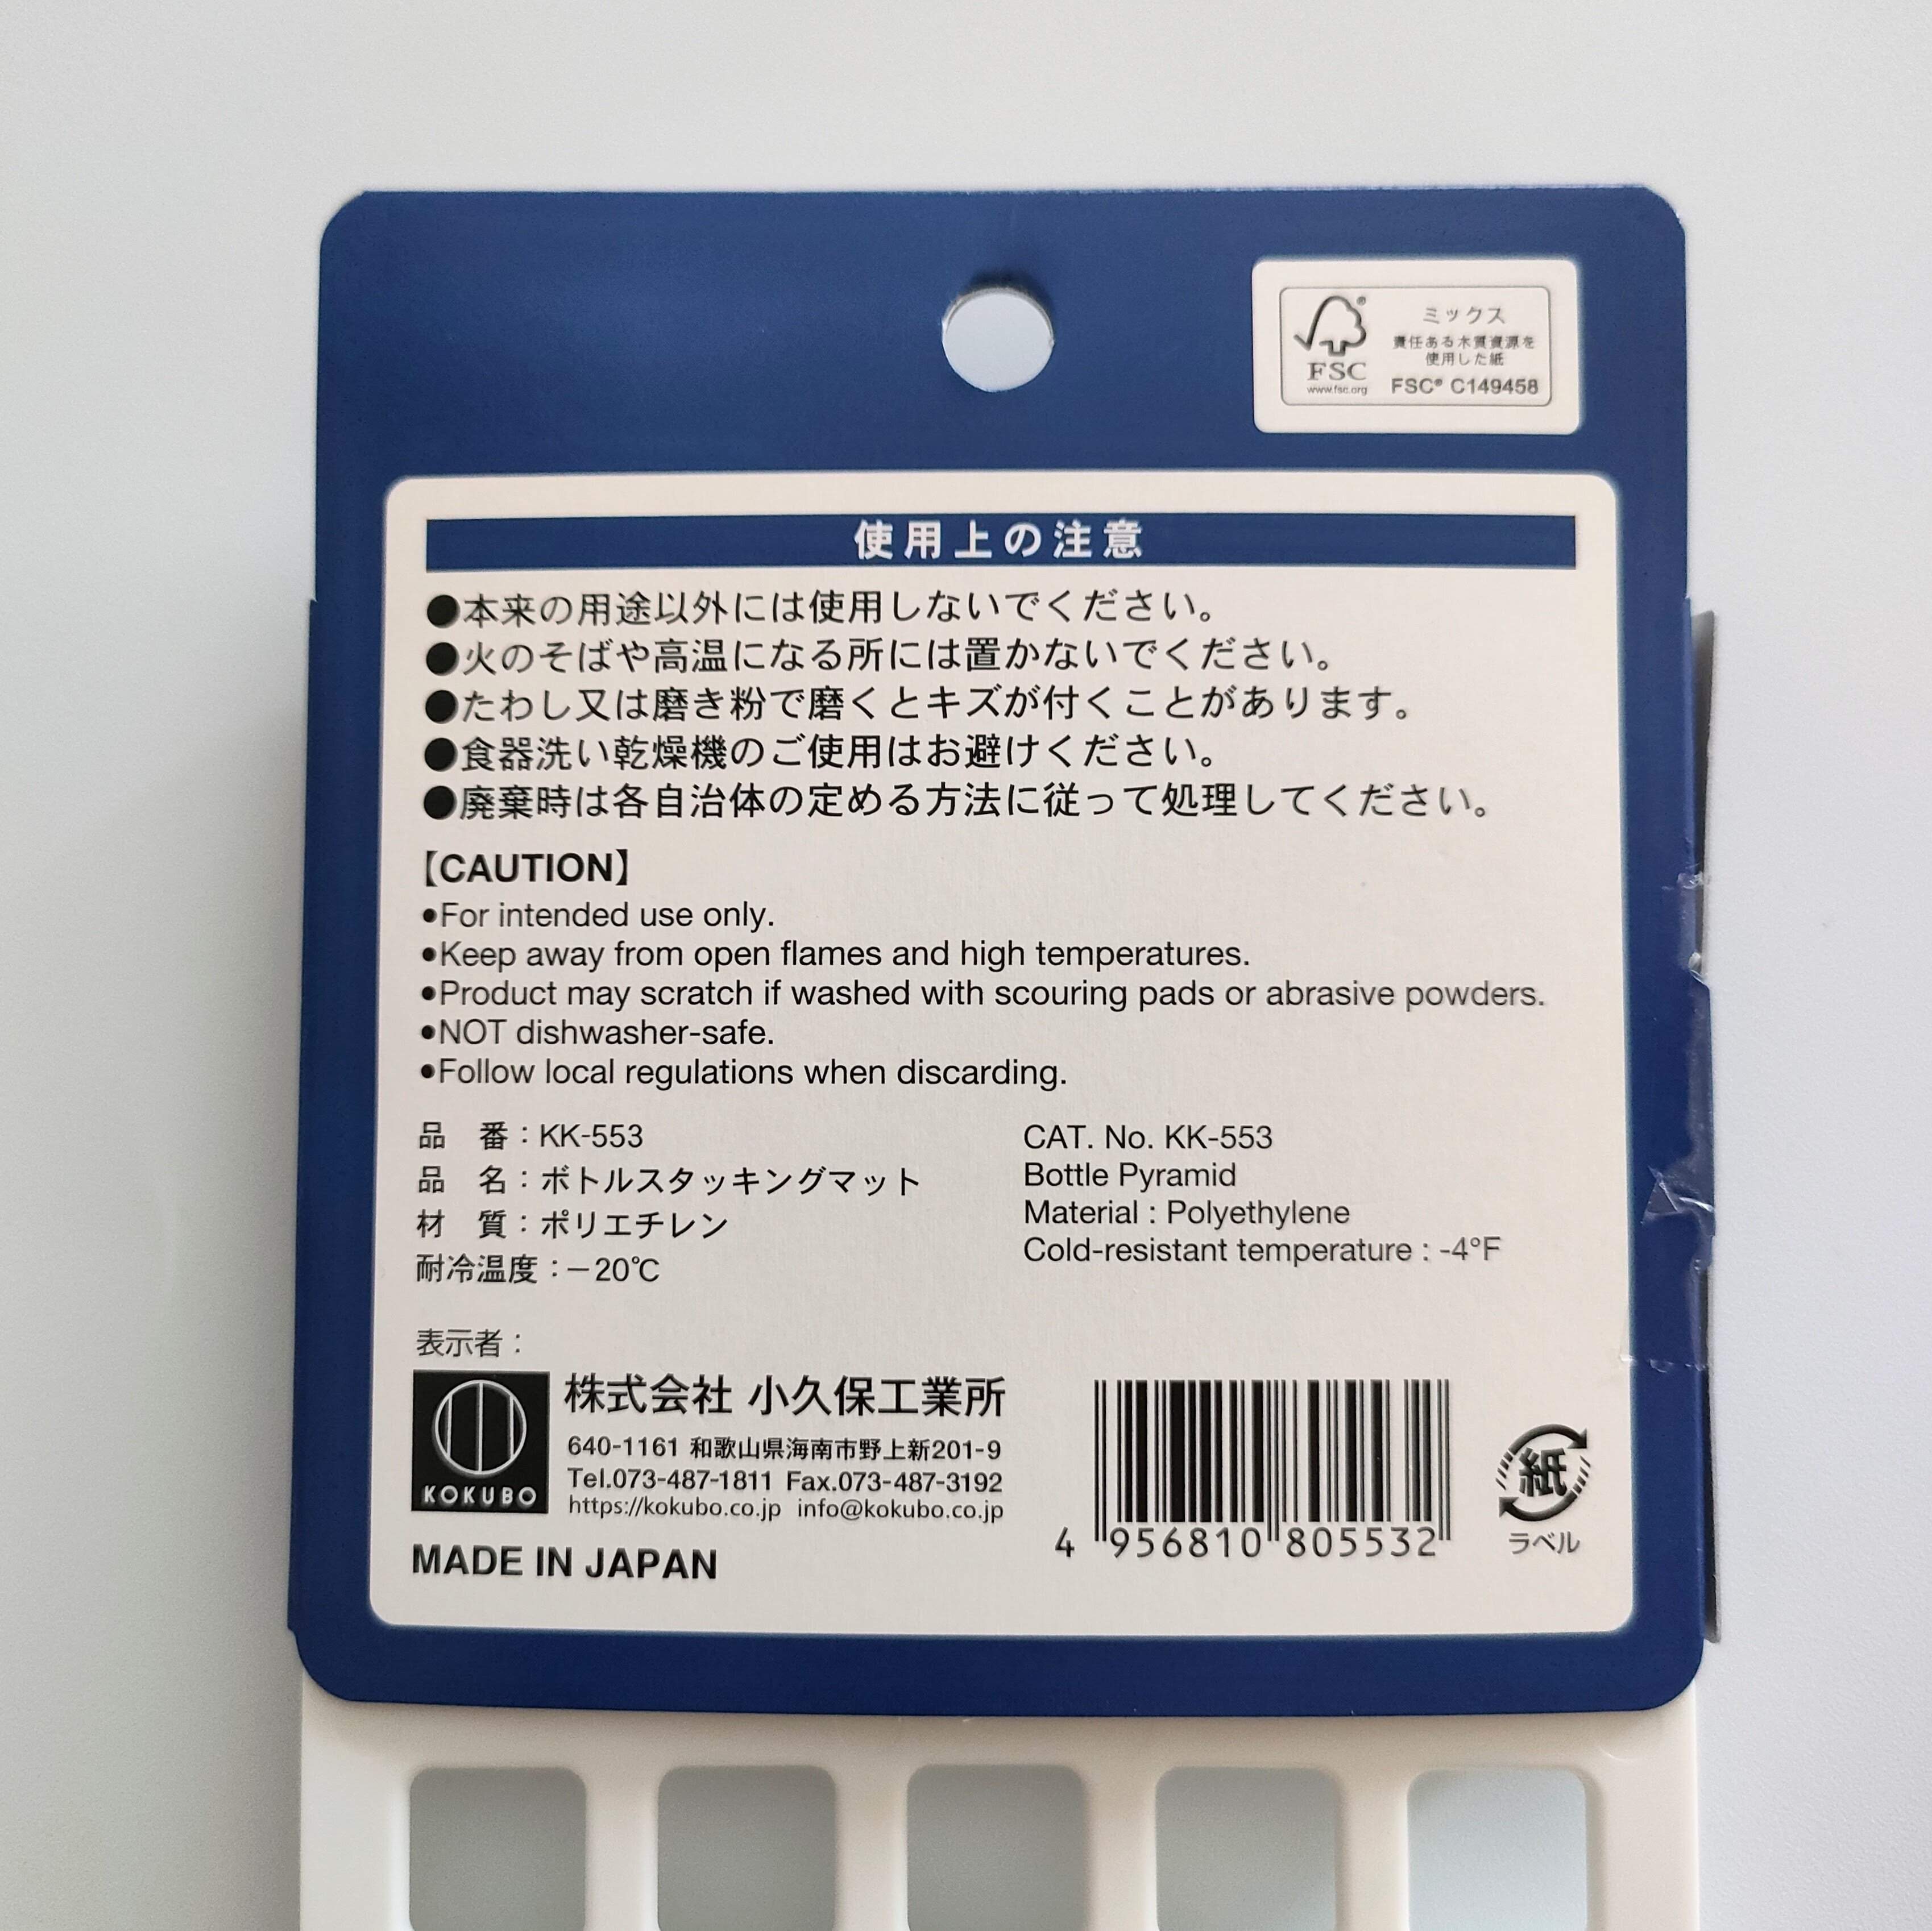 ミックス
責任ある木質資源を
使用した紙
FSC® C149458
FSC
www.fsc.org
使用上の注意
●本来の用途以外には使用しないでください。
●火のそばや高温になる所には置かないでください。
●たわし又は磨き粉で磨くとキズが付くことがあります。
●食器洗い乾燥機のご使用はお避けください。
●廃棄時は各自治体の定める方法に従って処理してください。
【CAUTION】
•For intended use only.
•Keep away from open flames and high temperatures.
•Product may scratch if washed with scouring pads or abrasive powders.
•NOT dishwasher-safe.
•Follow local regulations when discarding.
品　番：KK-553
品　名：ボトルスタッキングマット
材　質：ポリエチレン
耐冷温度：－20℃
CAT. No. KK-553
Bottle Pyramid
Material : Polyethylene
Cold-resistant temperature : -4°F
表示者：
KOKUBO
株式会社 小久保工業所
640-1161 和歌山県海南市野上新201-9
Tel.073-487-1811 Fax.073-487-3192
https://kokubo.co.jp info@kokubo.co.jp
MADE IN JAPAN
4 956810 805532
紙
ラベル